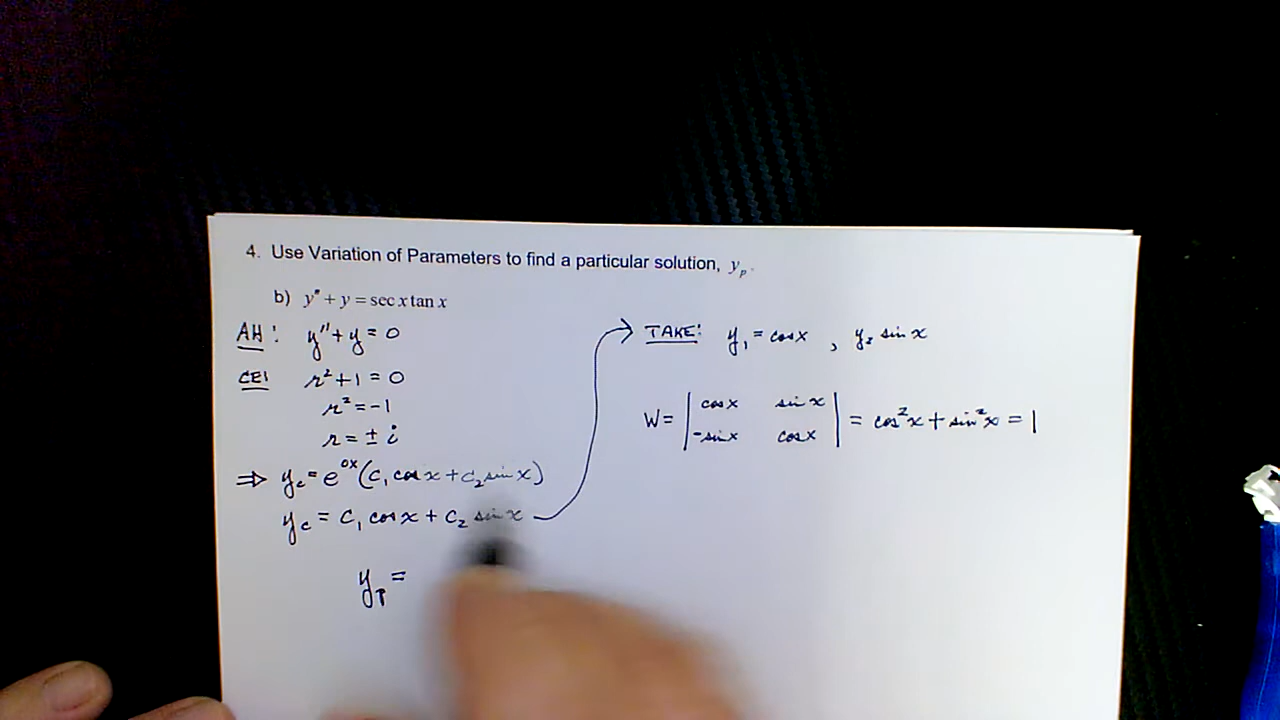 4. Use Variation of Parameters to find a particular solution, yₚ.
b) y″ + y = sec x tan x
AH: y″ + y = 0
CE: r² + 1 = 0
r² = -1
r = ± i
⇒ y_c = e^{0x}(c₁ cos x + c₂ sin x)
y_c = c₁ cos x + c₂ sin x
yₚ =
TAKE: y₁ = cos x , y₂ sin x
W = | cos x sin x | = cos²x + sin²x = 1
| -sin x cos x |